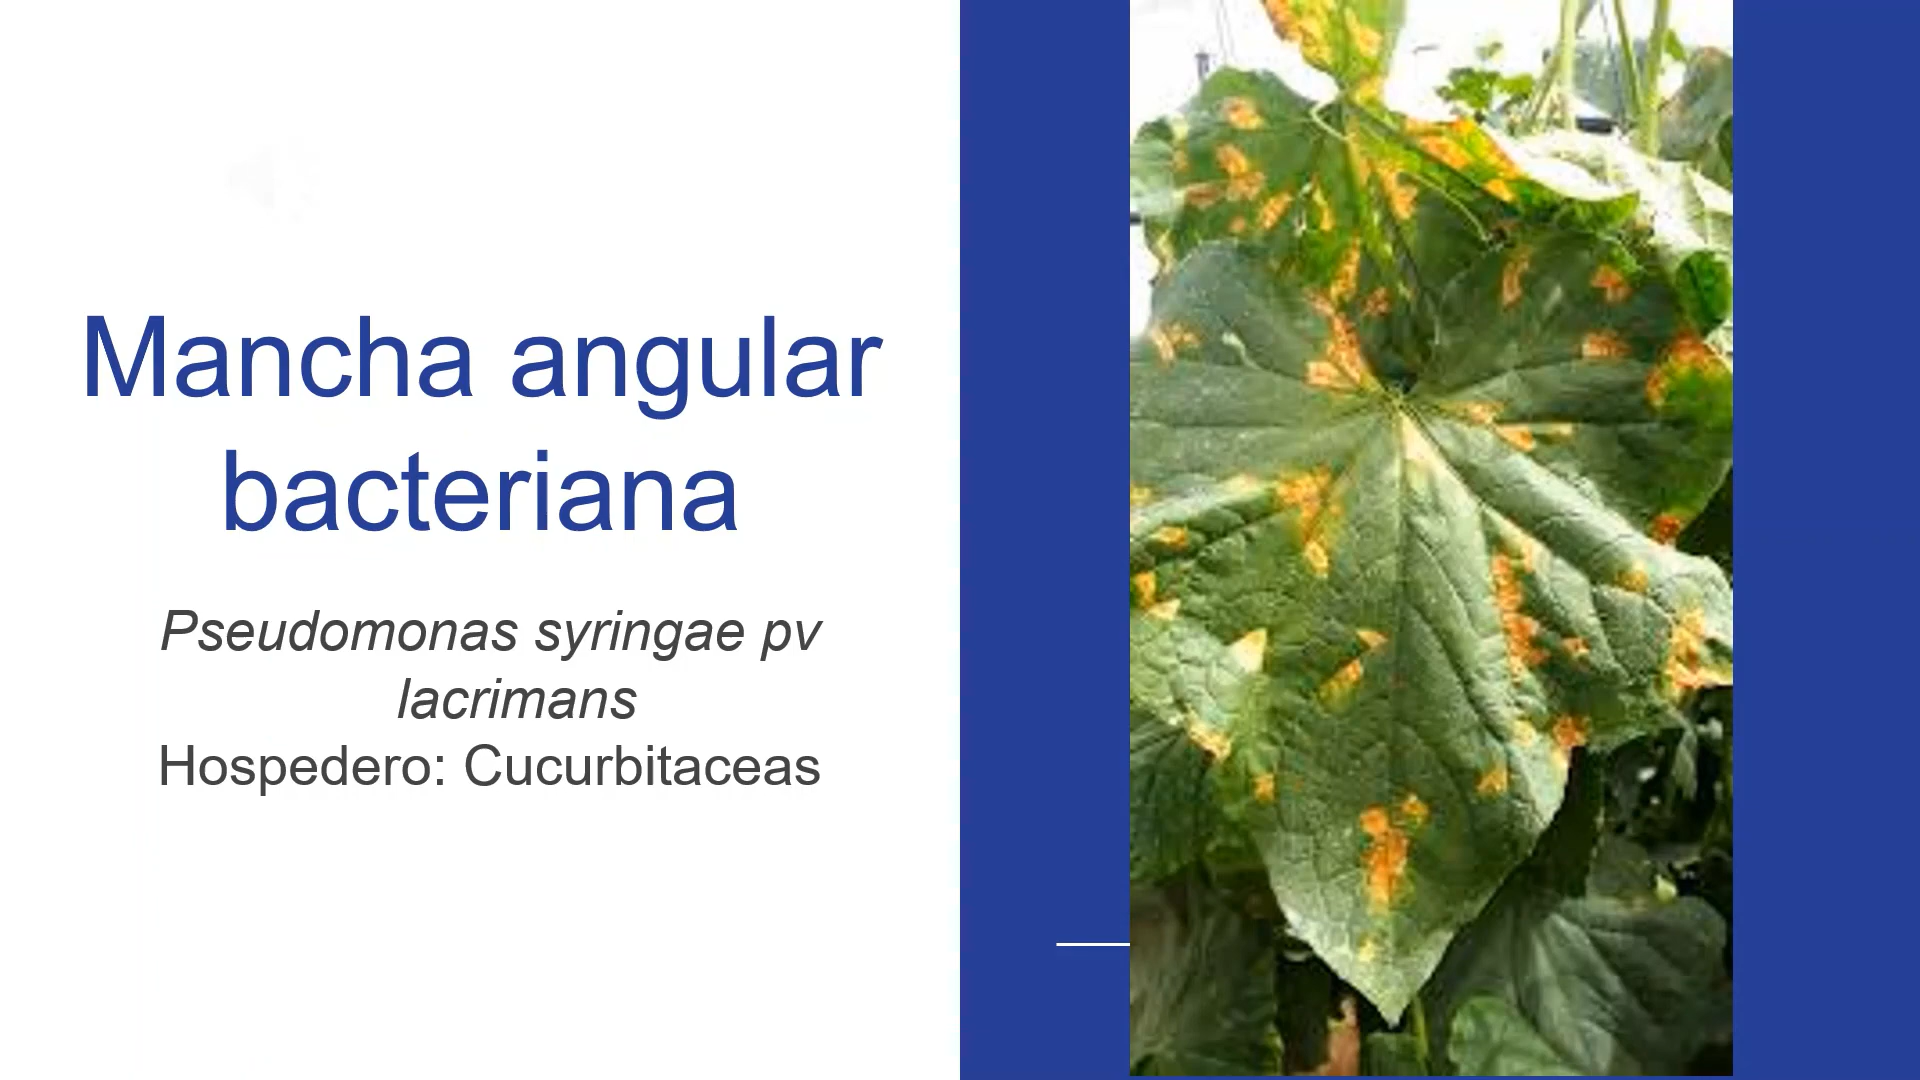 Mancha angular
bacteriana
Pseudomonas syringae pv
lacrimans
Hospedero: Cucurbitaceas